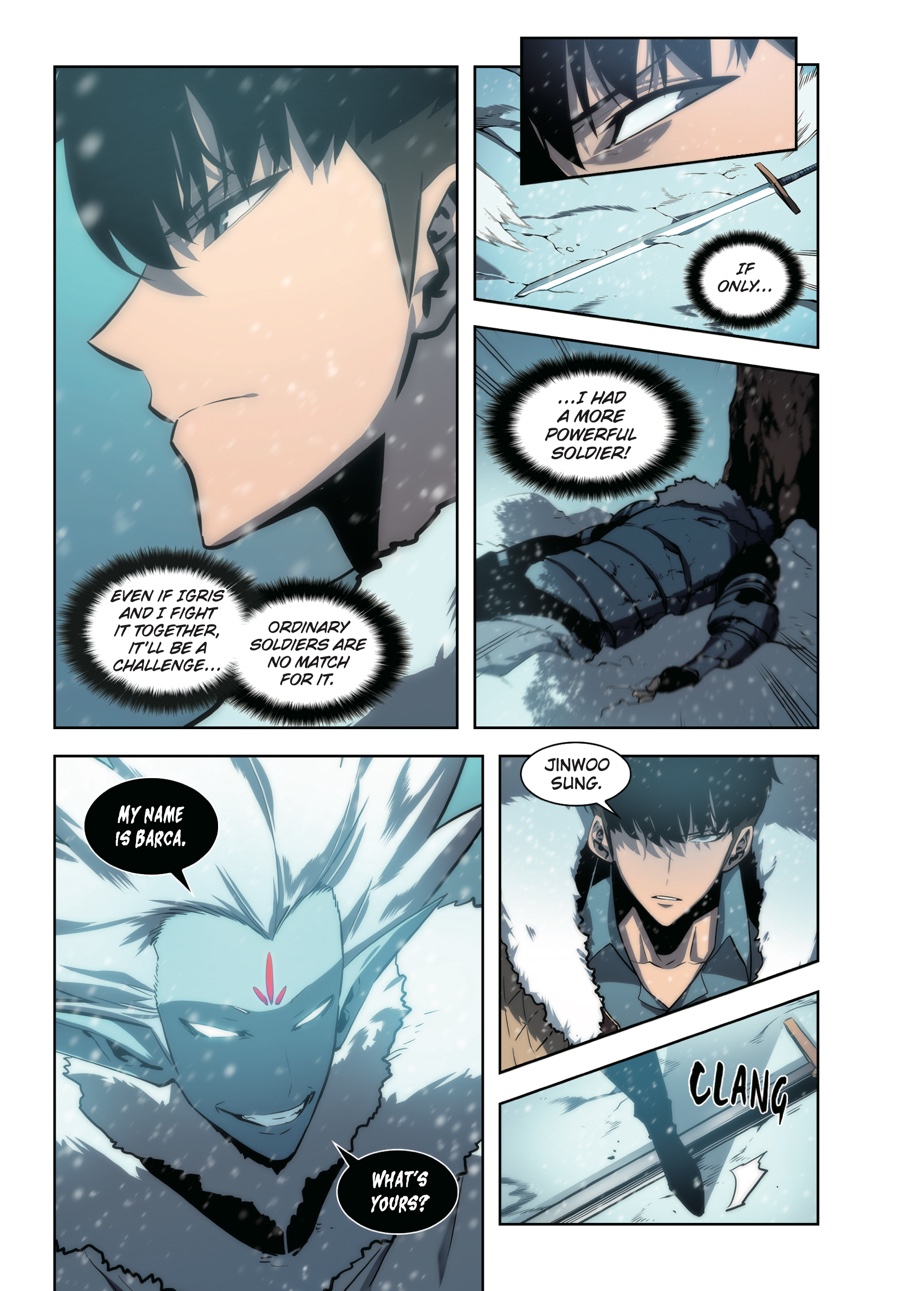 EVEN IF IGRIS
AND I FIGHT
IT TOGETHER,
IT'LL BE A
CHALLENGE...
ORDINARY
SOLDIERS ARE
NO MATCH
FOR IT.
IF
ONLY...
...I HAD
A MORE
POWERFUL
SOLDIER!
MY NAME
IS BARCA.
WHAT'S
YOURS?
JINWOO
SUNG.
CLANG